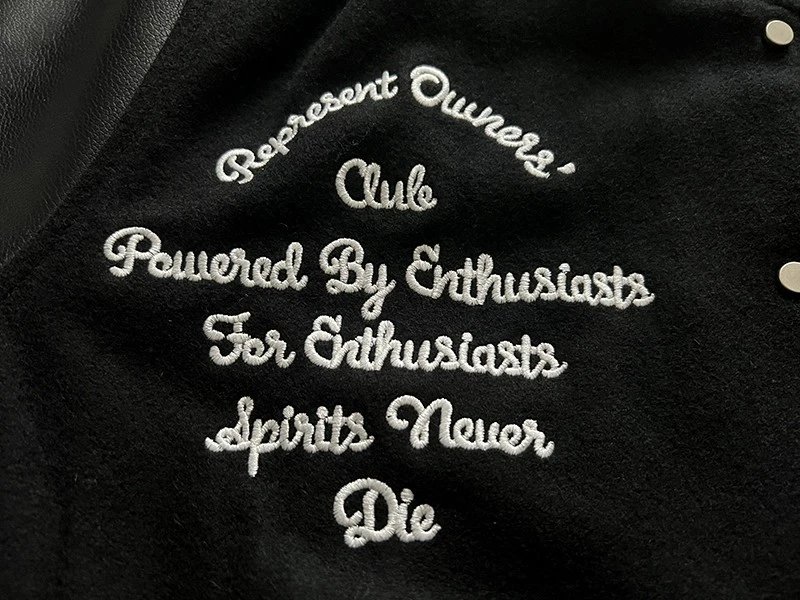 Represent Owners'
Club
Powered By Enthusiasts
For Enthusiasts
Spirits Never
Die